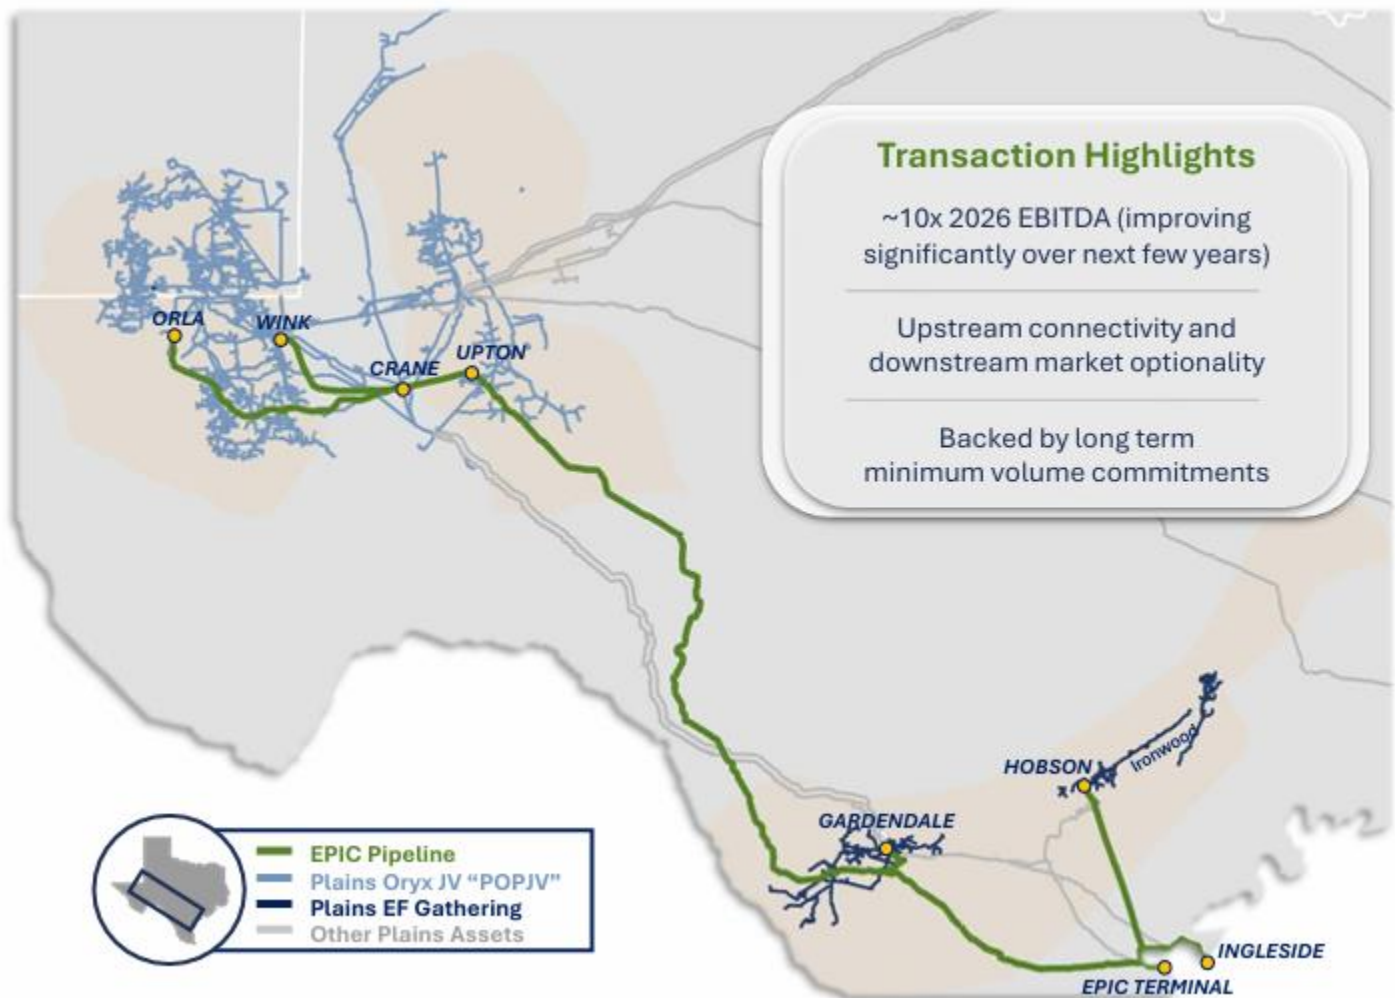 Transaction Highlights
~10x 2026 EBITDA (improving
significantly over next few years)
Upstream connectivity and
downstream market optionality
Backed by long term
minimum volume commitments
ORLA
WINK
CRANE
UPTON
HOBSON
Ironwood
GARDENDALE
INGLESIDE
EPIC TERMINAL
EPIC Pipeline
Plains Oryx JV “POPJV”
Plains EF Gathering
Other Plains Assets